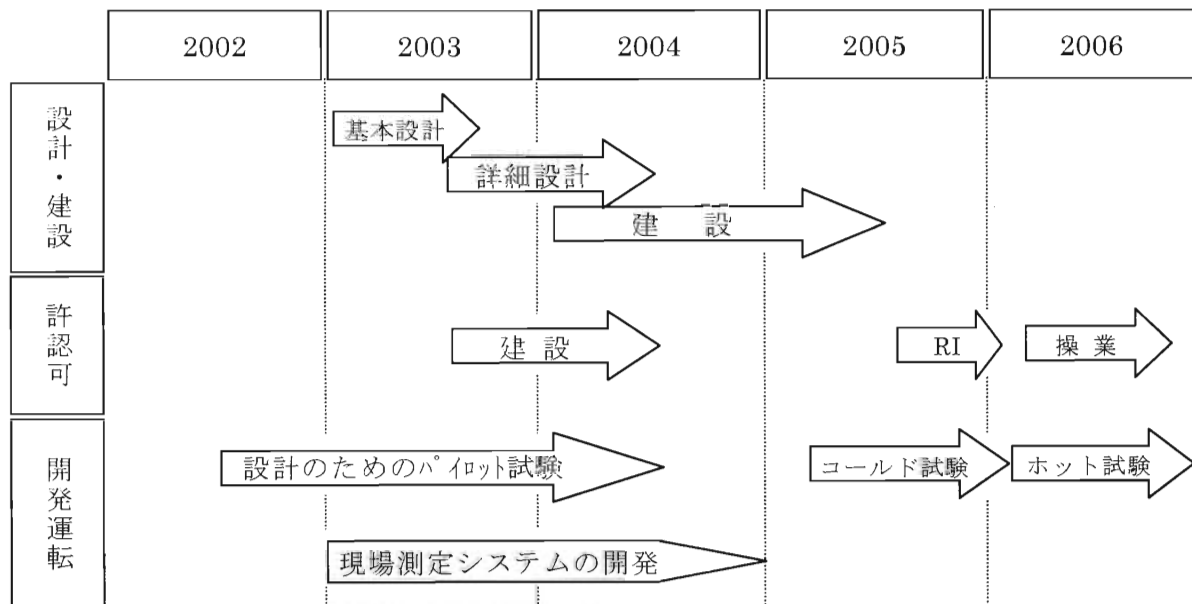 2002 2003 2004 2005 2006
設計・建設
基本設計
詳細設計
建 設
許認可
建 設
RI
操 業
開発運転
設計のためのパイロット試験
コールド試験
ホット試験
現場測定システムの開発